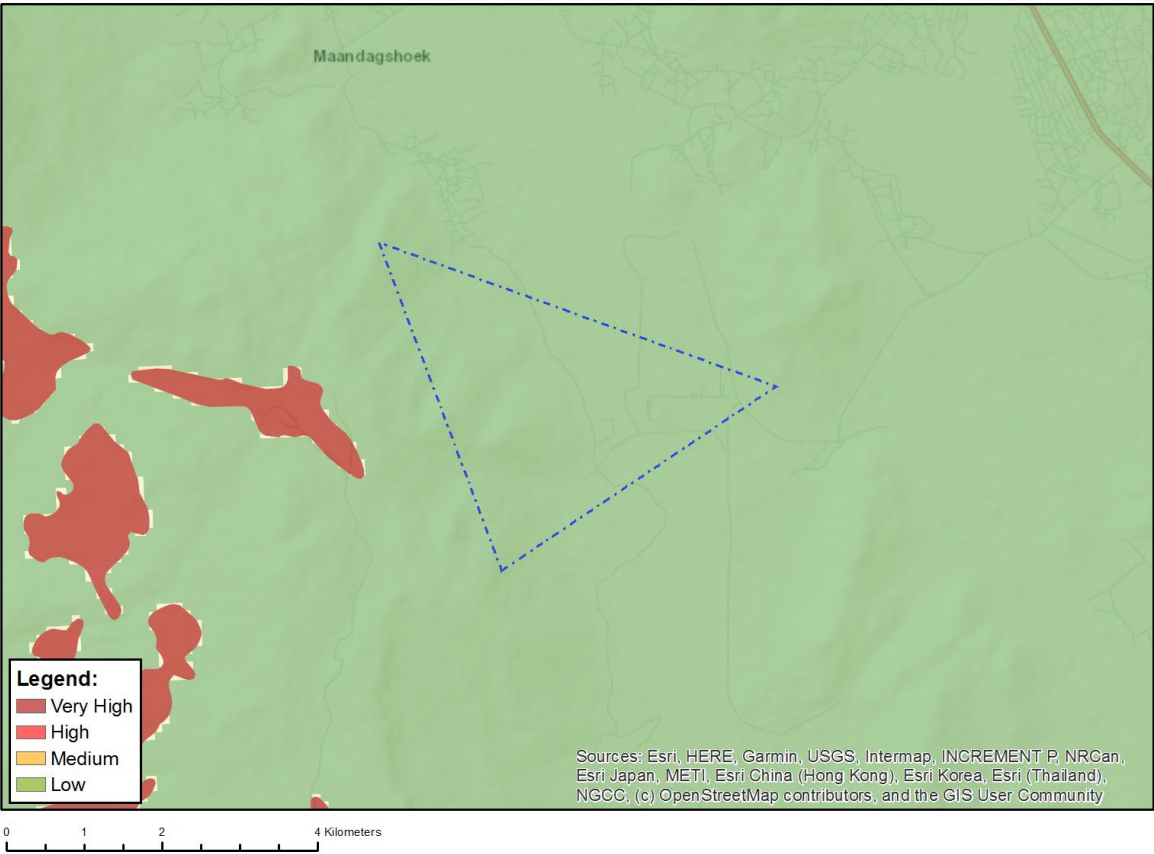 Maandagshoek
Legend:
Very High
High
Medium
Low
Sources: Esri, HERE, Garmin, USGS, Intermap, INCREMENT P, NRCan,
Esri Japan, METI, Esri China (Hong Kong), Esri Korea, Esri (Thailand),
NGCC, (c) OpenStreetMap contributors, and the GIS User Community
0 1 2 4 Kilometers